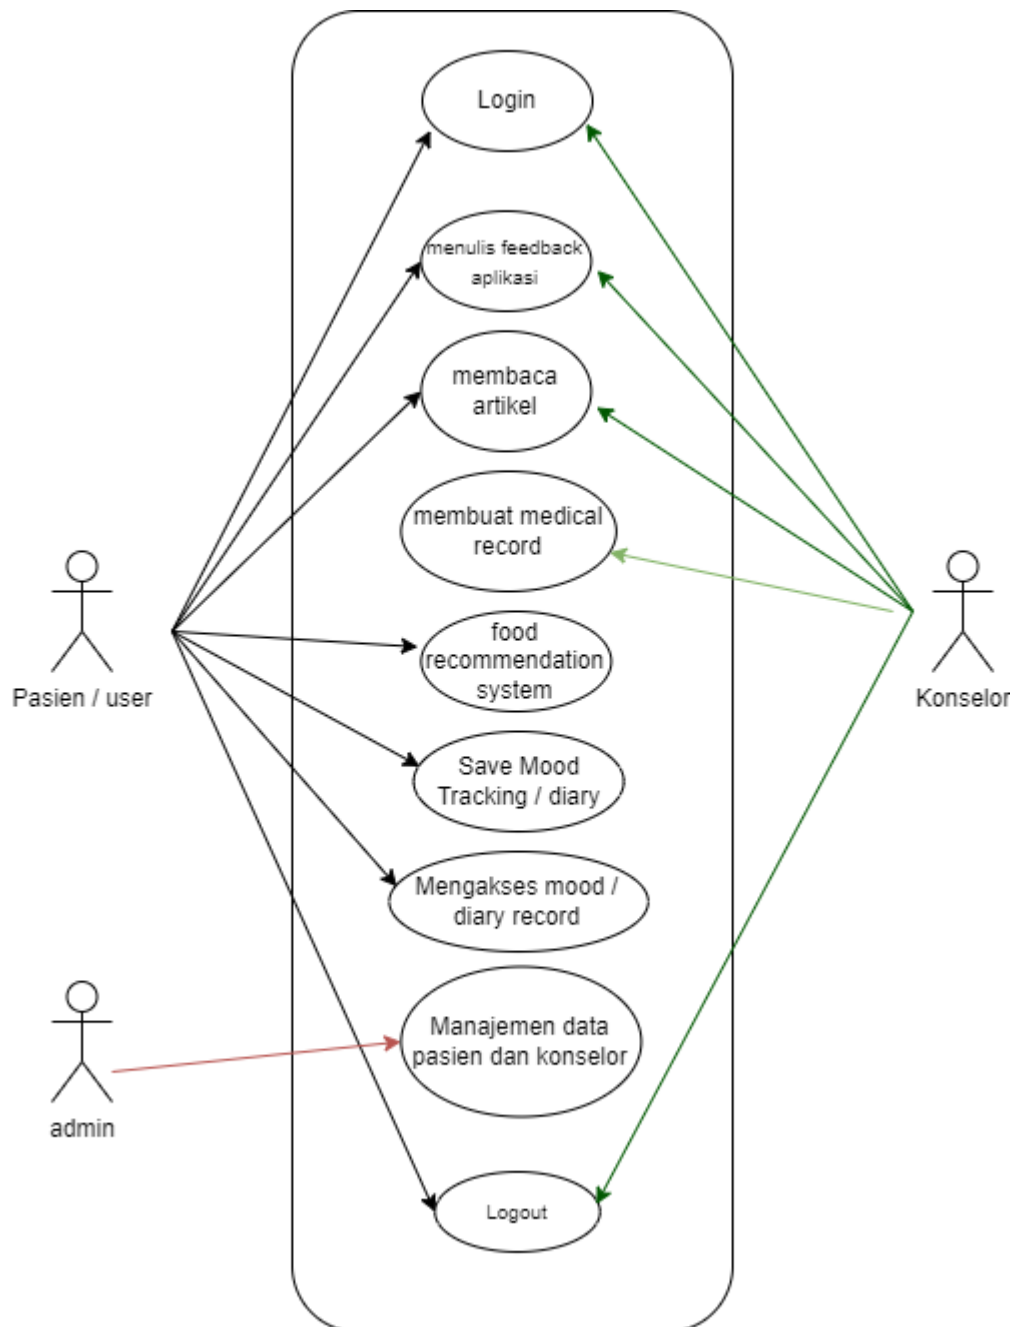 Login
menulis feedback
aplikasi
membaca
artikel
membuat medical
record
food
recommendation
system
Pasien / user
Konselor
Save Mood
Tracking / diary
Mengakses mood /
diary record
Manajemen data
pasien dan konselor
admin
Logout